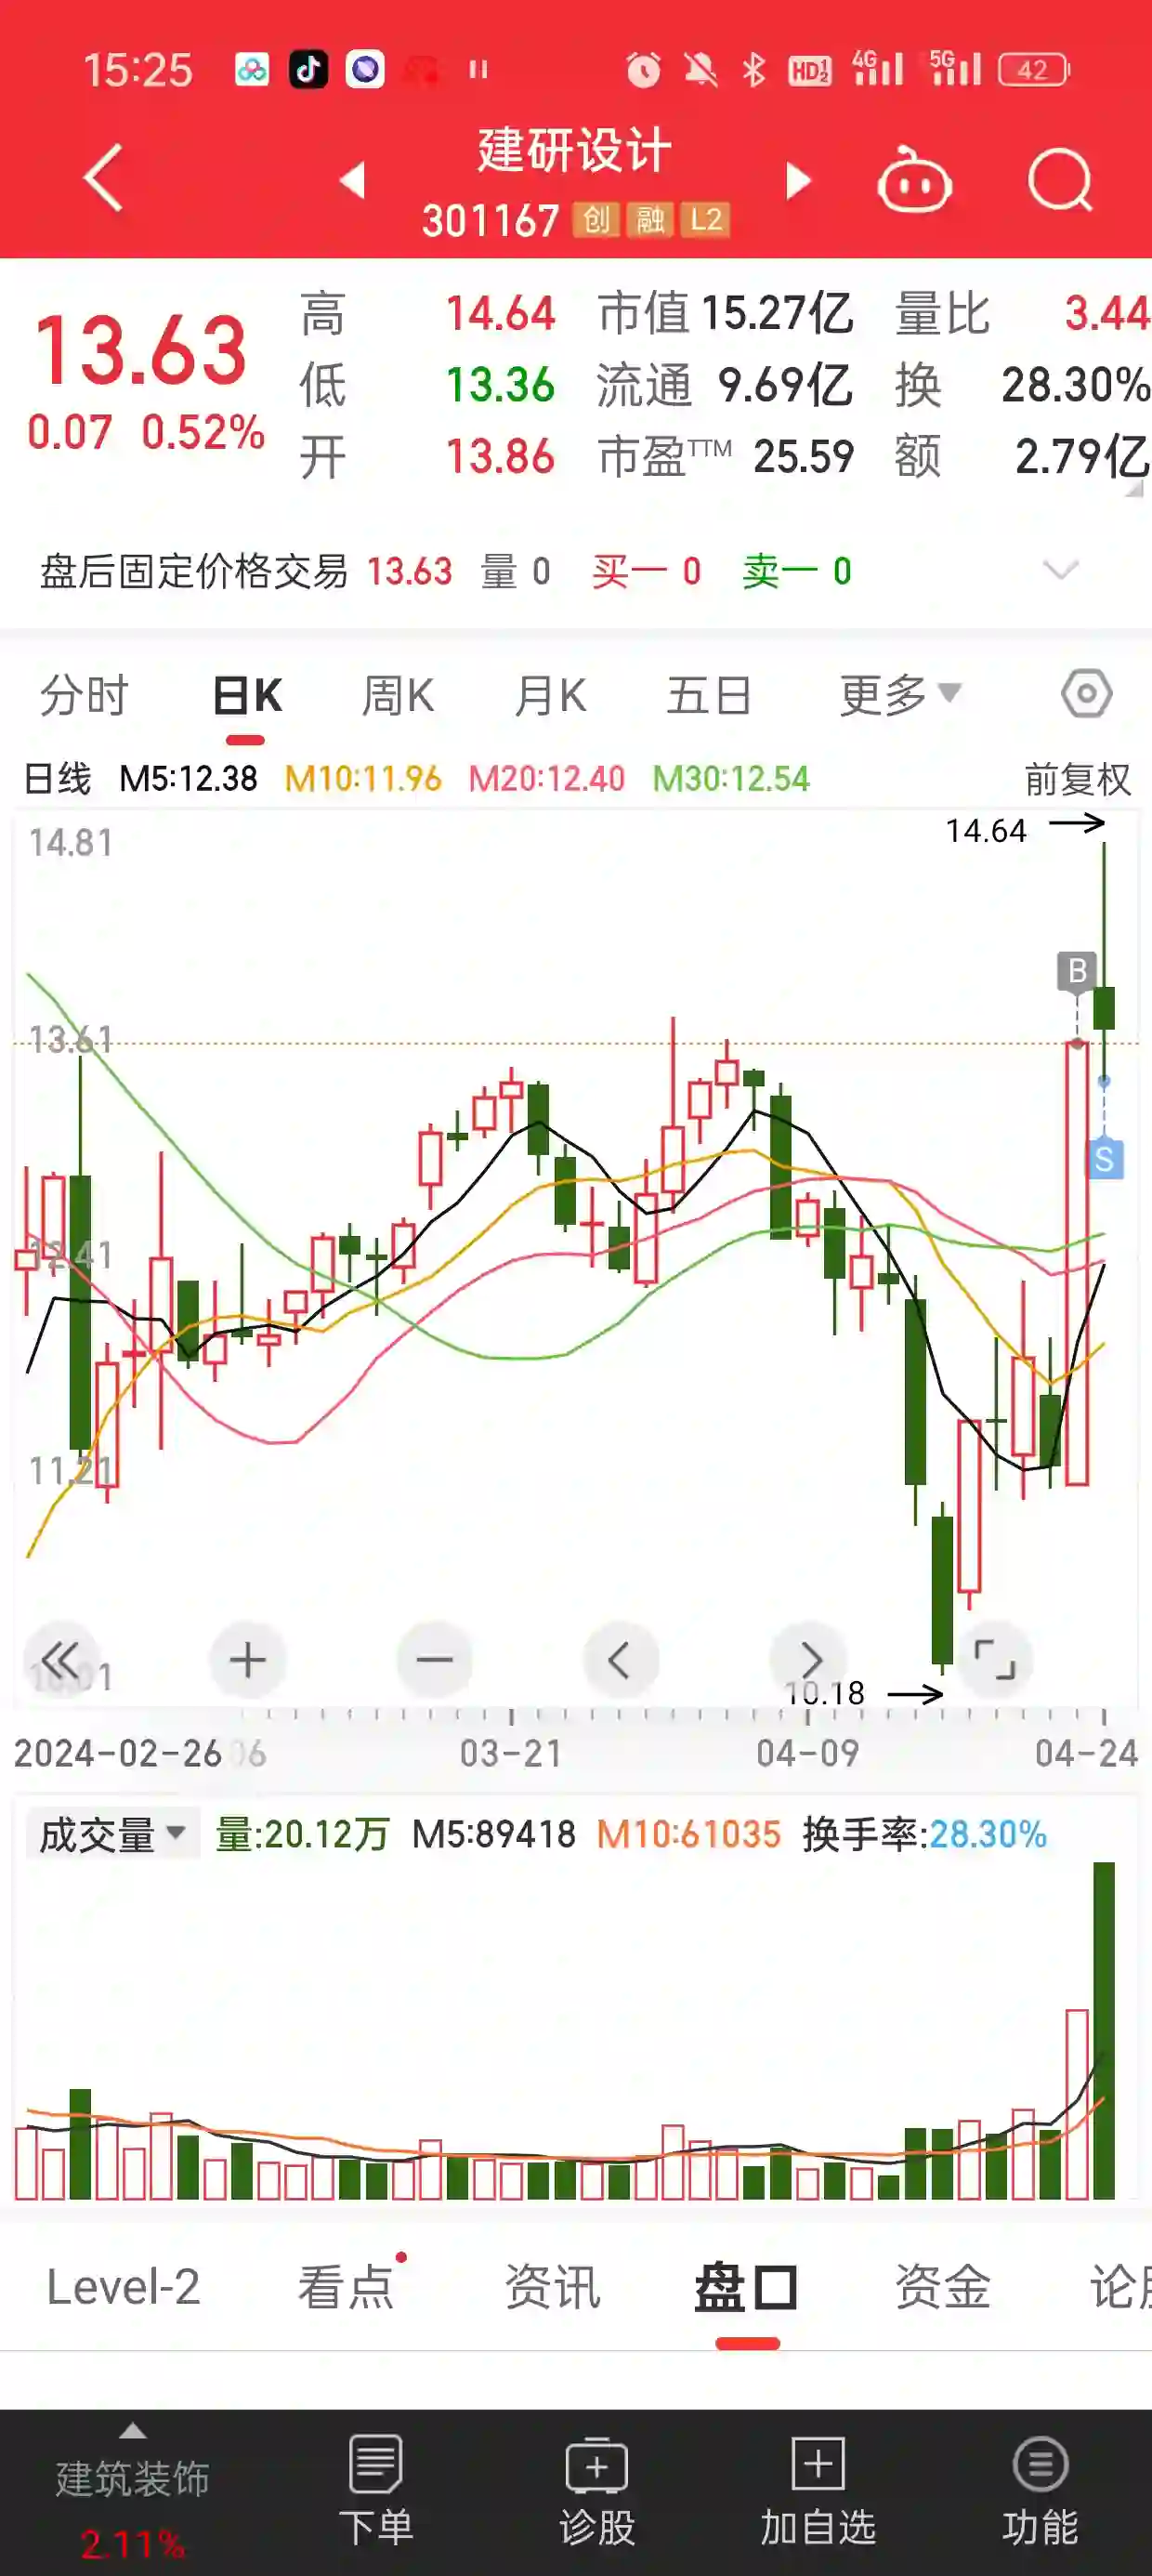 15:25 HD1 2 4G 5G 42
建研设计
301167 创 融 L2
13.63
0.07 0.52%
高 14.64 市值 15.27亿 量比 3.44
低 13.36 流通 9.69亿 换 28.30%
开 13.86 市盈TTM 25.59 额 2.79亿
盘后固定价格交易 13.63 量 0 买一 0 卖一 0
分时 日K 周K 月K 五日 更多
日线 M5:12.38 M10:11.96 M20:12.40 M30:12.54 前复权
14.81
14.64
B
13.61
S
12.41
11.21
10.18
2024-02-26 03-21 04-09 04-24
成交量 量:20.12万 M5:89418 M10:61035 换手率:28.30%
Level-2 看点 资讯 盘口 资金 论股
建筑装饰
2.11%
下单 诊股 加自选 功能